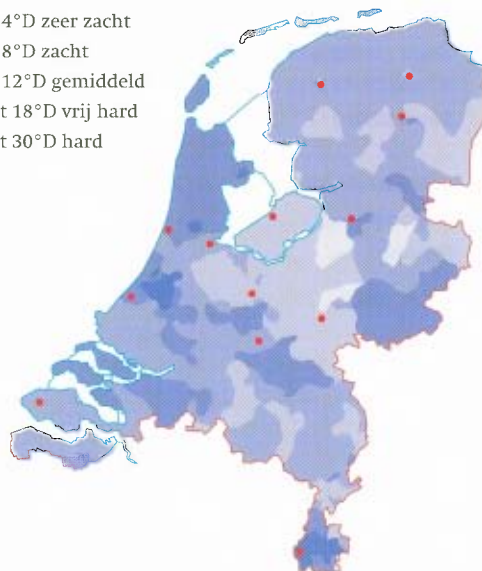 4°D zeer zacht
8°D zacht
12°D gemiddeld
t 18°D vrij hard
t 30°D hard